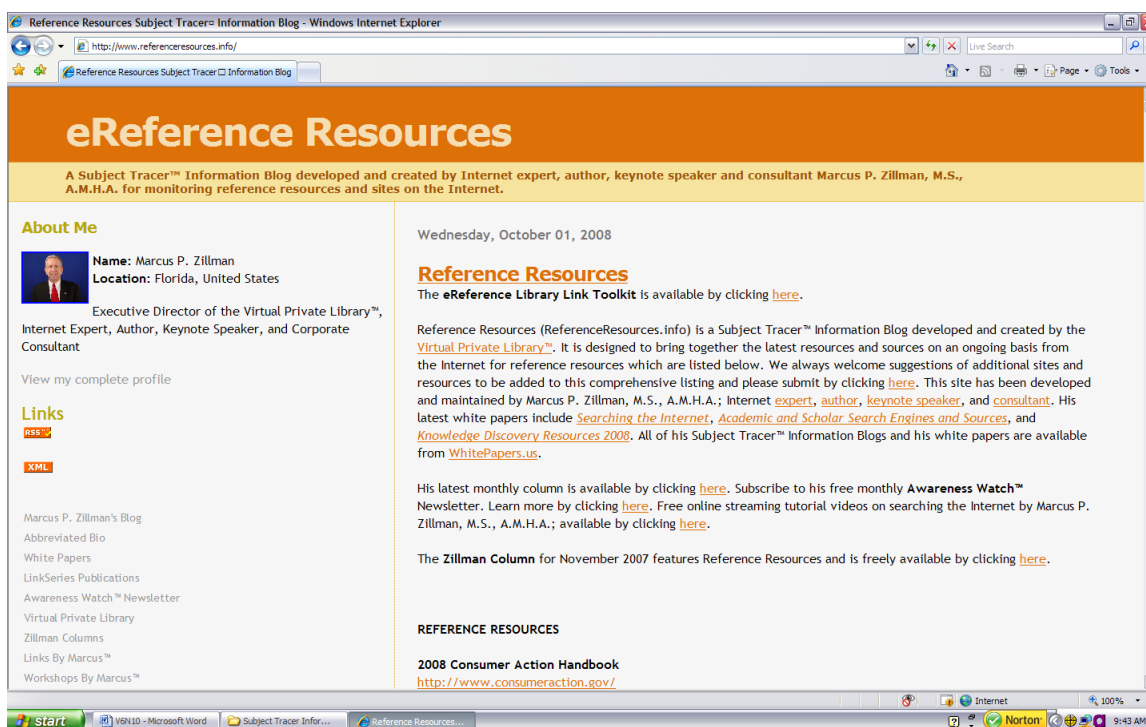 Reference Resources Subject Tracer¤ Information Blog - Windows Internet Explorer
http://www.referenceresources.info/
Live Search
Reference Resources Subject Tracer□ Information Blog
Page
Tools
eReference Resources
A Subject Tracer™ Information Blog developed and created by Internet expert, author, keynote speaker and consultant Marcus P. Zillman, M.S.,
A.M.H.A. for monitoring reference resources and sites on the Internet.
About Me
Name: Marcus P. Zillman
Location: Florida, United States
Executive Director of the Virtual Private Library™,
Internet Expert, Author, Keynote Speaker, and Corporate
Consultant
View my complete profile
Links
RSS
XML
Marcus P. Zillman's Blog
Abbreviated Bio
White Papers
LinkSeries Publications
Awareness Watch™ Newsletter
Virtual Private Library
Zillman Columns
Links By Marcus™
Workshops By Marcus™
Wednesday, October 01, 2008
Reference Resources
The eReference Library Link Toolkit is available by clicking here.
Reference Resources (ReferenceResources.info) is a Subject Tracer™ Information Blog developed and created by the
Virtual Private Library™. It is designed to bring together the latest resources and sources on an ongoing basis from
the Internet for reference resources which are listed below. We always welcome suggestions of additional sites and
resources to be added to this comprehensive listing and please submit by clicking here. This site has been developed
and maintained by Marcus P. Zillman, M.S., A.M.H.A.; Internet expert, author, keynote speaker, and consultant. His
latest white papers include Searching the Internet, Academic and Scholar Search Engines and Sources, and
Knowledge Discovery Resources 2008. All of his Subject Tracer™ Information Blogs and his white papers are available
from WhitePapers.us.
His latest monthly column is available by clicking here. Subscribe to his free monthly Awareness Watch™
Newsletter. Learn more by clicking here. Free online streaming tutorial videos on searching the Internet by Marcus P.
Zillman, M.S., A.M.H.A.; available by clicking here.
The Zillman Column for November 2007 features Reference Resources and is freely available by clicking here.
REFERENCE RESOURCES
2008 Consumer Action Handbook
http://www.consumeraction.gov/
Internet
100%
start
V6N10 - Microsoft Word
Subject Tracer Infor...
Reference Resources...
Norton
9:43 AM